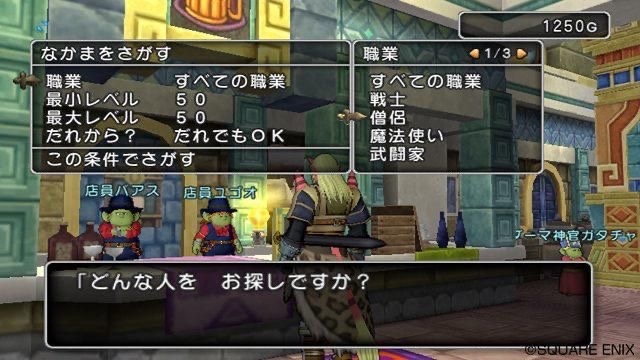 1250G
なかまをさがす
職業 すべての職業
最小レベル 50
最大レベル 50
だれから? だれでもOK
この条件でさがす
職業 1/3
すべての職業
戦士
僧侶
魔法使い
武闘家
店員バアス
店員ユゴオ
ーマ神官ガタチャ
「どんな人を お探しですか?
©SQUARE ENIX